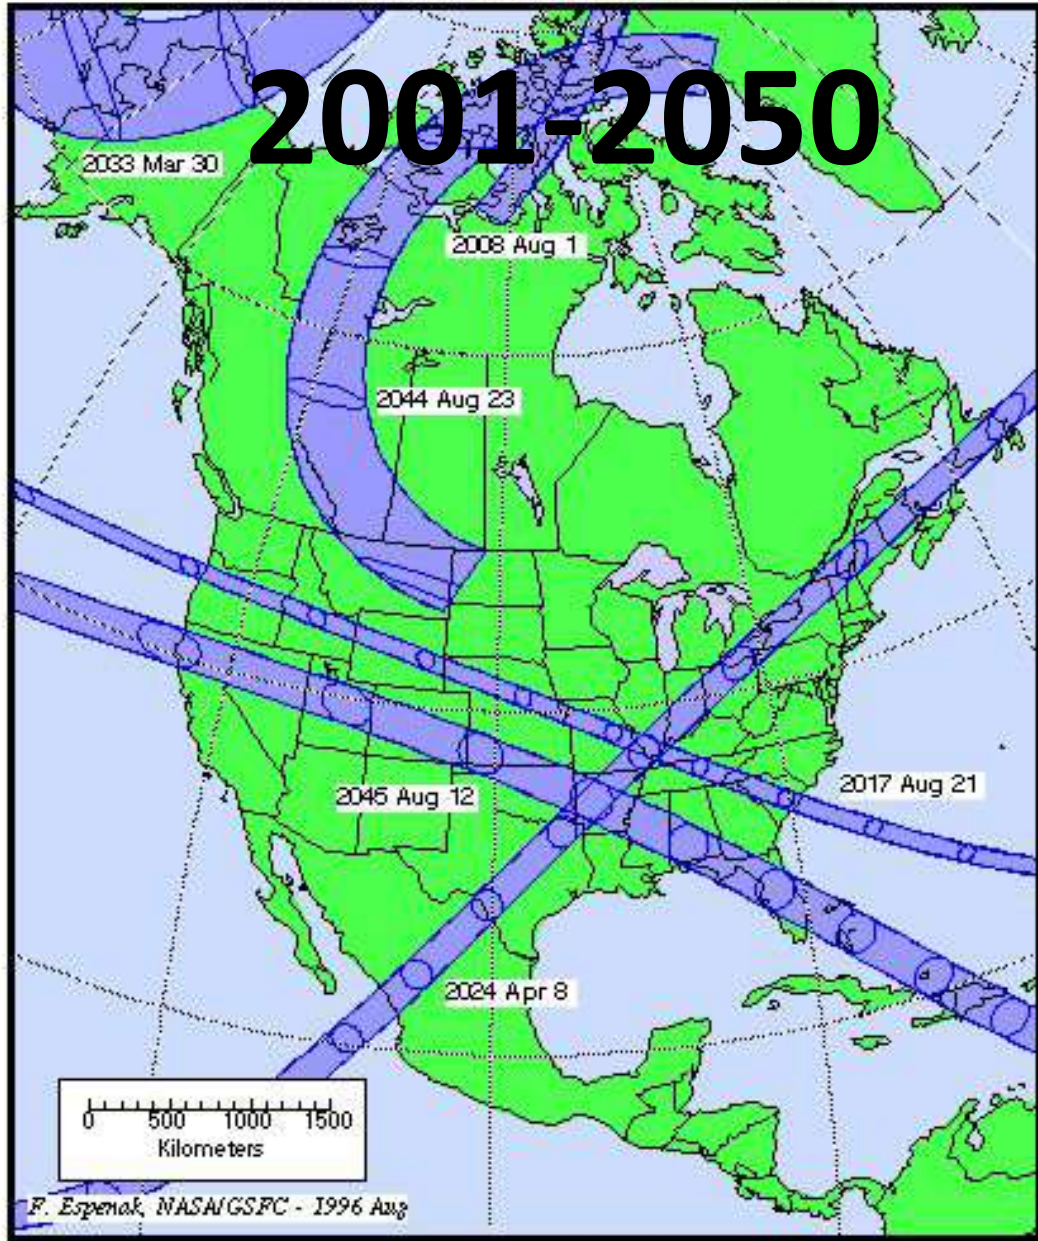 2001-2050
2033 Mar 30
2008 Aug 1
2044 Aug 23
2017 Aug 21
2045 Aug 12
2024 Apr 8
0 500 1000 1500
Kilometers
F. Espenak, NASA/GSFC - 1996 Aug